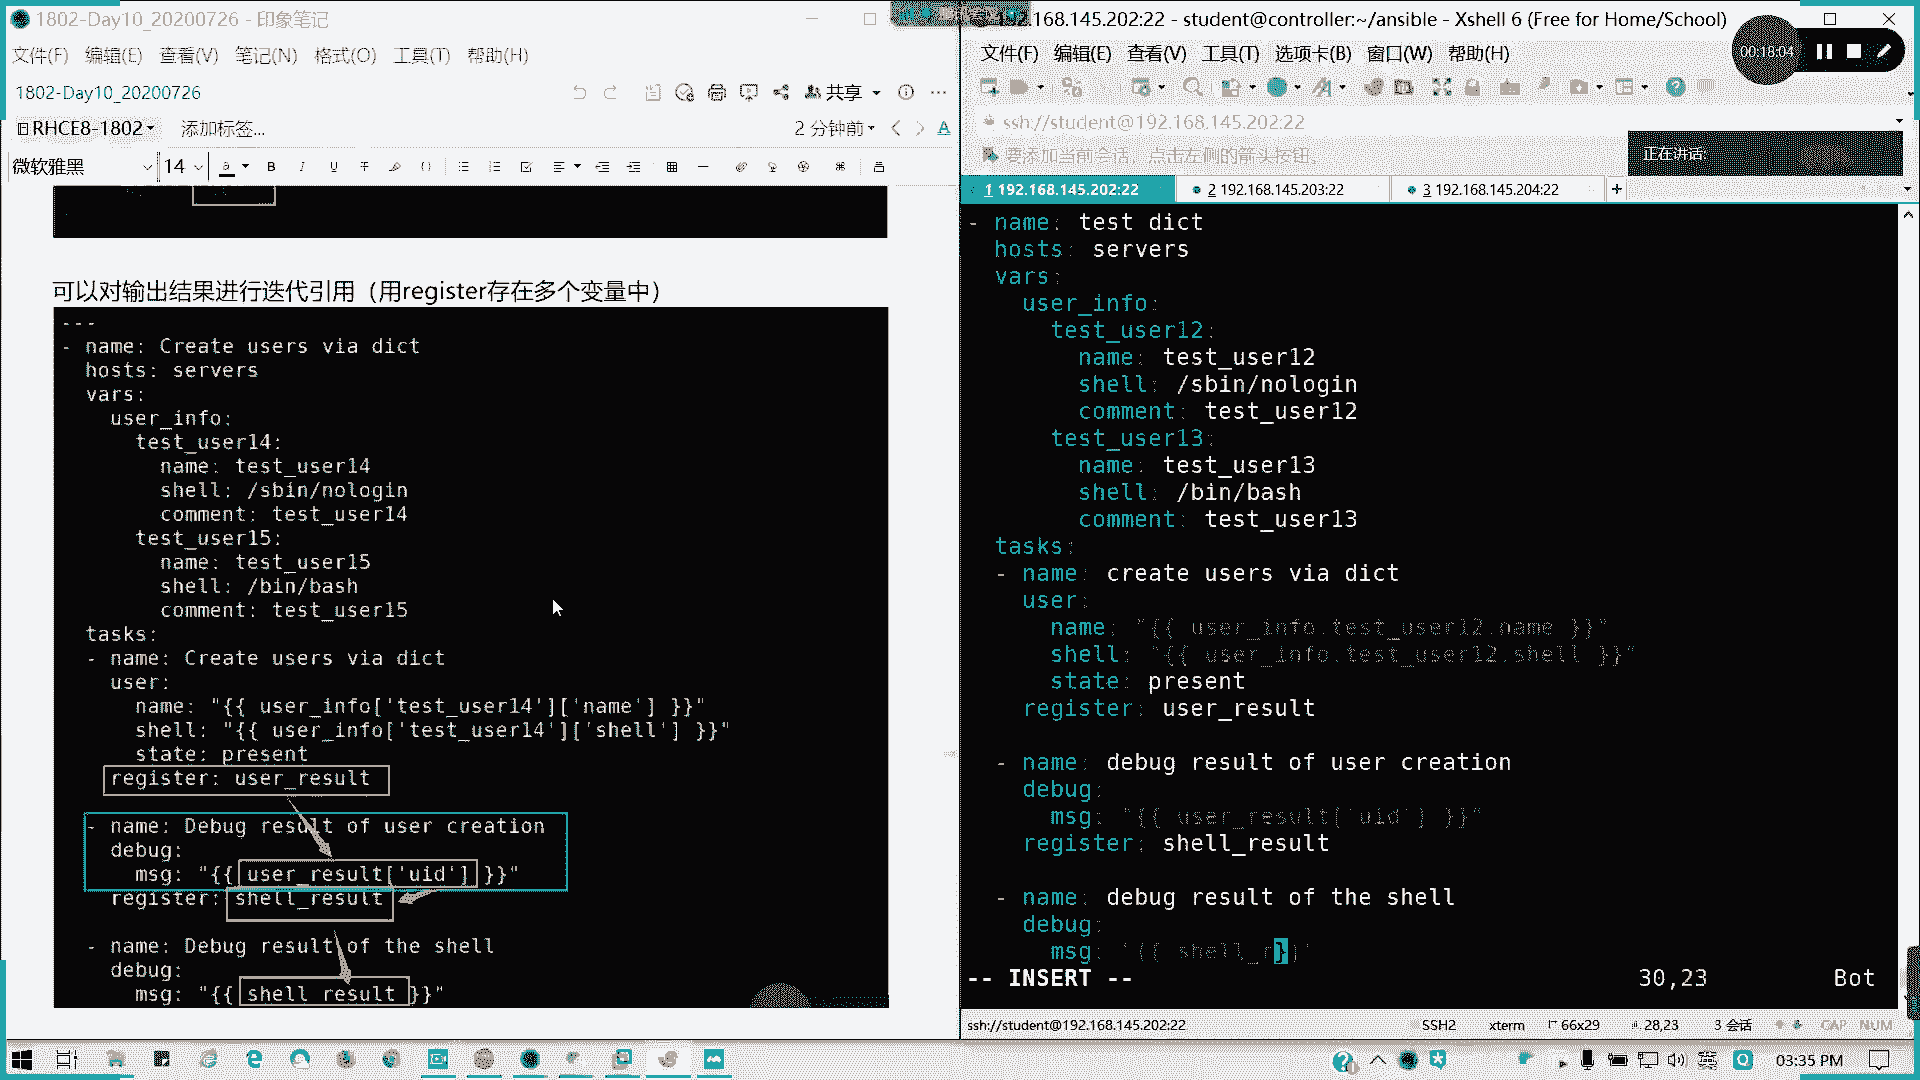 1802-Day10_20200726 - 印象笔记
文件(F) 编辑(E) 查看(V) 笔记(N) 格式(O) 工具(T) 帮助(H)
1802-Day10_20200726
共享
RHCE8-1802
添加标签...
2 分钟前
微软雅黑
14
可以对输出结果进行迭代引用（用register存在多个变量中）
---
- name: Create users via dict
hosts: servers
vars:
user_info:
test_user14:
name: test_user14
shell: /sbin/nologin
comment: test_user14
test_user15:
name: test_user15
shell: /bin/bash
comment: test_user15
tasks:
- name: Create users via dict
user:
name: "{{ user_info['test_user14']['name'] }}"
shell: "{{ user_info['test_user14']['shell'] }}"
state: present
register: user_result
- name: Debug result of user creation
debug:
msg: "{{ user_result['uid'] }}"
register: shell_result
- name: Debug result of the shell
debug:
msg: "{{ shell_result }}"
.168.145.202:22 - student@controller:~/ansible - Xshell 6 (Free for Home/School)
00:18:04
文件(F) 编辑(E) 查看(V) 工具(T) 选项卡(B) 窗口(W) 帮助(H)
ssh://student@192.168.145.202:22
要添加当前会话，点击左侧的箭头按钮。
正在讲话:
1 192.168.145.202:22
2 192.168.145.203:22
3 192.168.145.204:22
- name: test dict
hosts: servers
vars:
user_info:
test_user12:
name: test_user12
shell: /sbin/nologin
comment: test_user12
test_user13:
name: test_user13
shell: /bin/bash
comment: test_user13
tasks:
- name: create users via dict
user:
name: "{{ user_info.test_user12.name }}"
shell: "{{ user_info.test_user12.shell }}"
state: present
register: user_result
- name: debug result of user creation
debug:
msg: "{{ user_result['uid'] }}"
register: shell_result
- name: debug result of the shell
debug:
msg: '{{ shell_r}}'
-- INSERT --
30,23
Bot
ssh://student@192.168.145.202:22
SSH2
xterm
66x29
28,23
3 会话
CAP NUM
英
03:35 PM